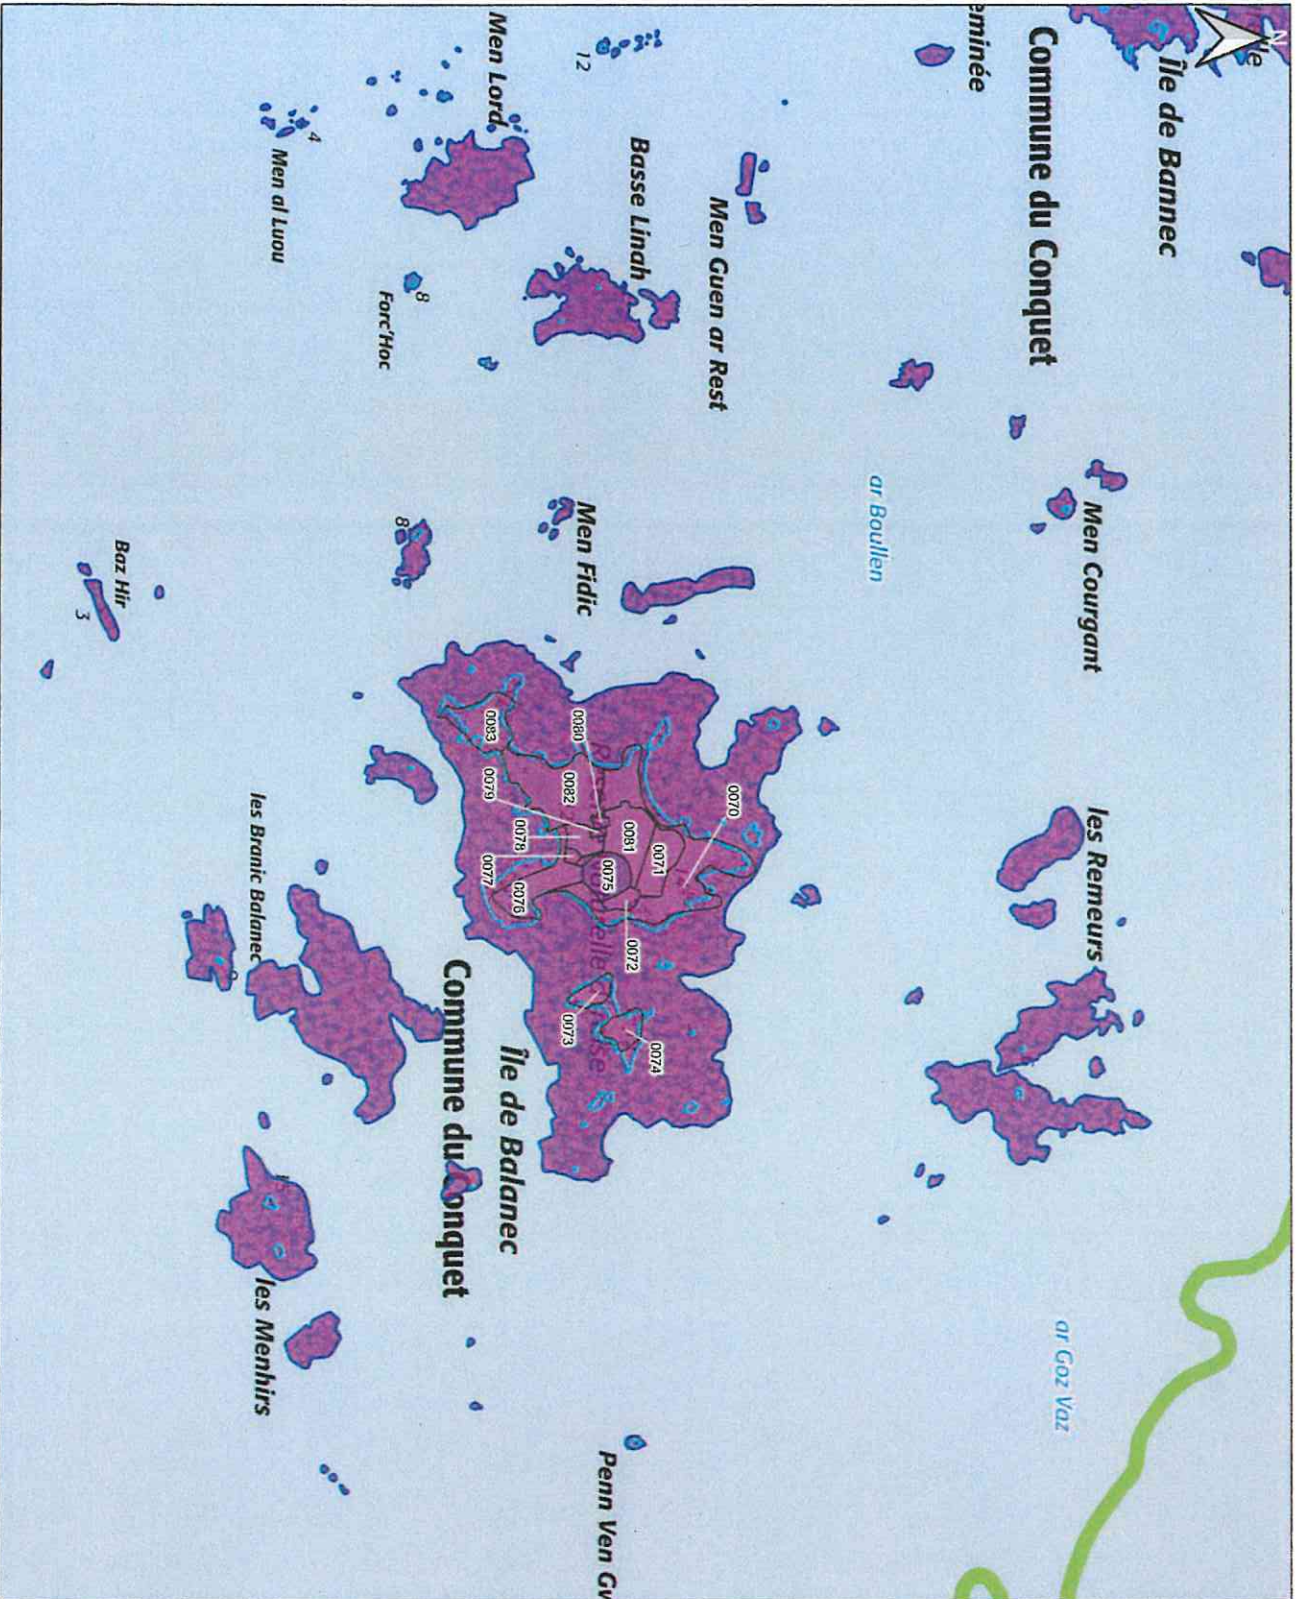 N
Île
Île de Bannec
Commune du Conquet
eminée
Men Courgant
les Remeurs
ar Goz Vaz
ar Boullen
Men Guen ar Rest
Basse Linah
12
Men Lord
Men Fidic
4
Men al Luou
8
Forc'Hoc
8
Baz Hir
3
0070
0071
0081
0080
0082
0083
0079
0078
0077
0076
0075
0072
0073
0074
Île de Balanec
Commune du Conquet
les Branic Balanec
les Menhirs
Penn Ven Gv